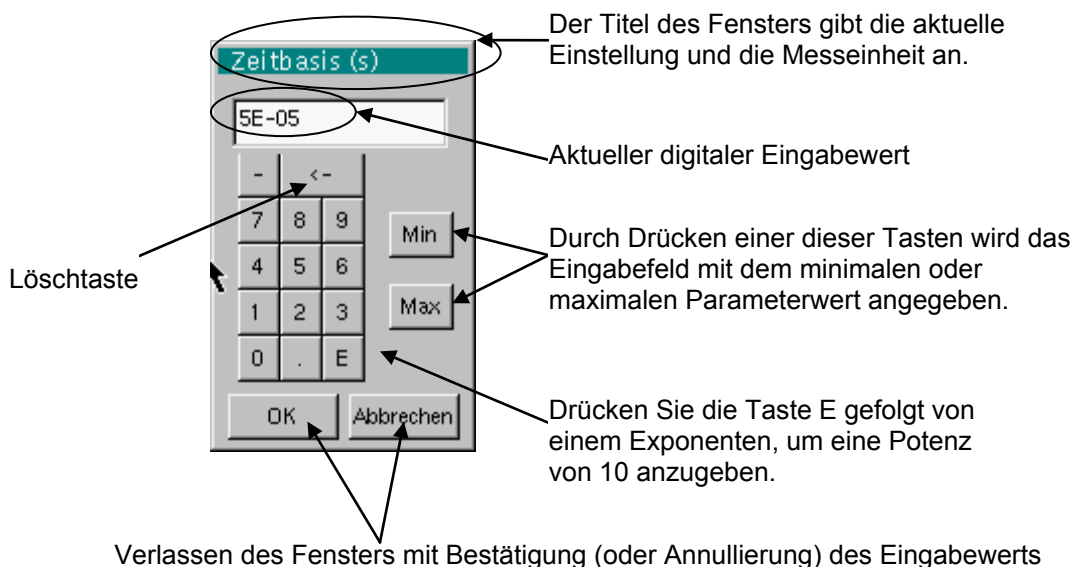 Der Titel des Fensters gibt die aktuelle
Einstellung und die Messeinheit an.
Zeitbasis (s)
5E-05
Aktueller digitaler Eingabewert
- <-
7 8 9
Min
Durch Drücken einer dieser Tasten wird das
Eingabefeld mit dem minimalen oder
maximalen Parameterwert angegeben.
Löschtaste
4 5 6
1 2 3
Max
0 . E
OK Abbrechen
Drücken Sie die Taste E gefolgt von
einem Exponenten, um eine Potenz
von 10 anzugeben.
Verlassen des Fensters mit Bestätigung (oder Annullierung) des Eingabewerts